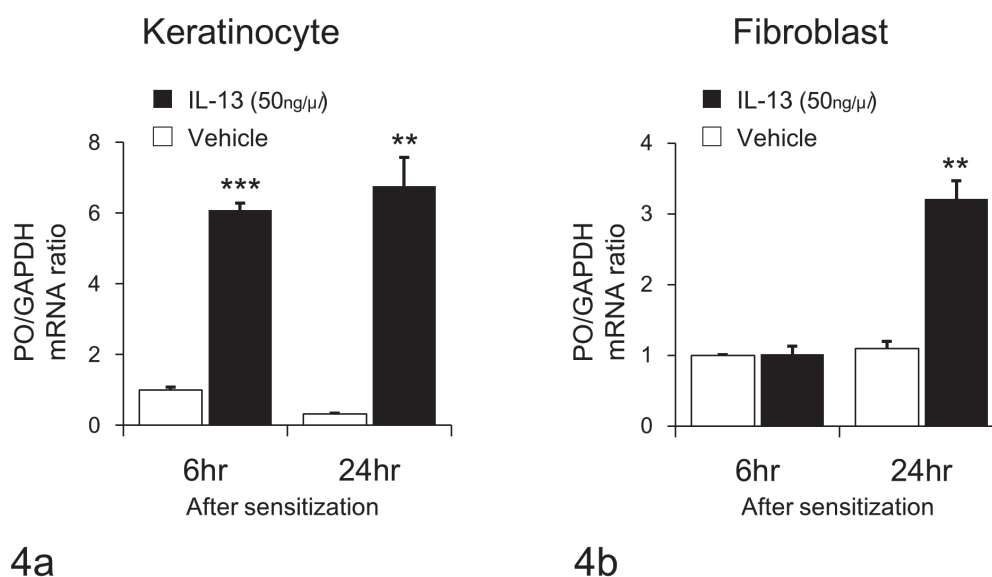 Keratinocyte
IL-13 (50ng/μl)
Vehicle
PO/GAPDH
mRNA ratio
8
6
4
2
0
***
**
6hr
24hr
After sensitization
4a
Fibroblast
IL-13 (50ng/μl)
Vehicle
PO/GAPDH
mRNA ratio
4
3
2
1
0
**
6hr
24hr
After sensitization
4b